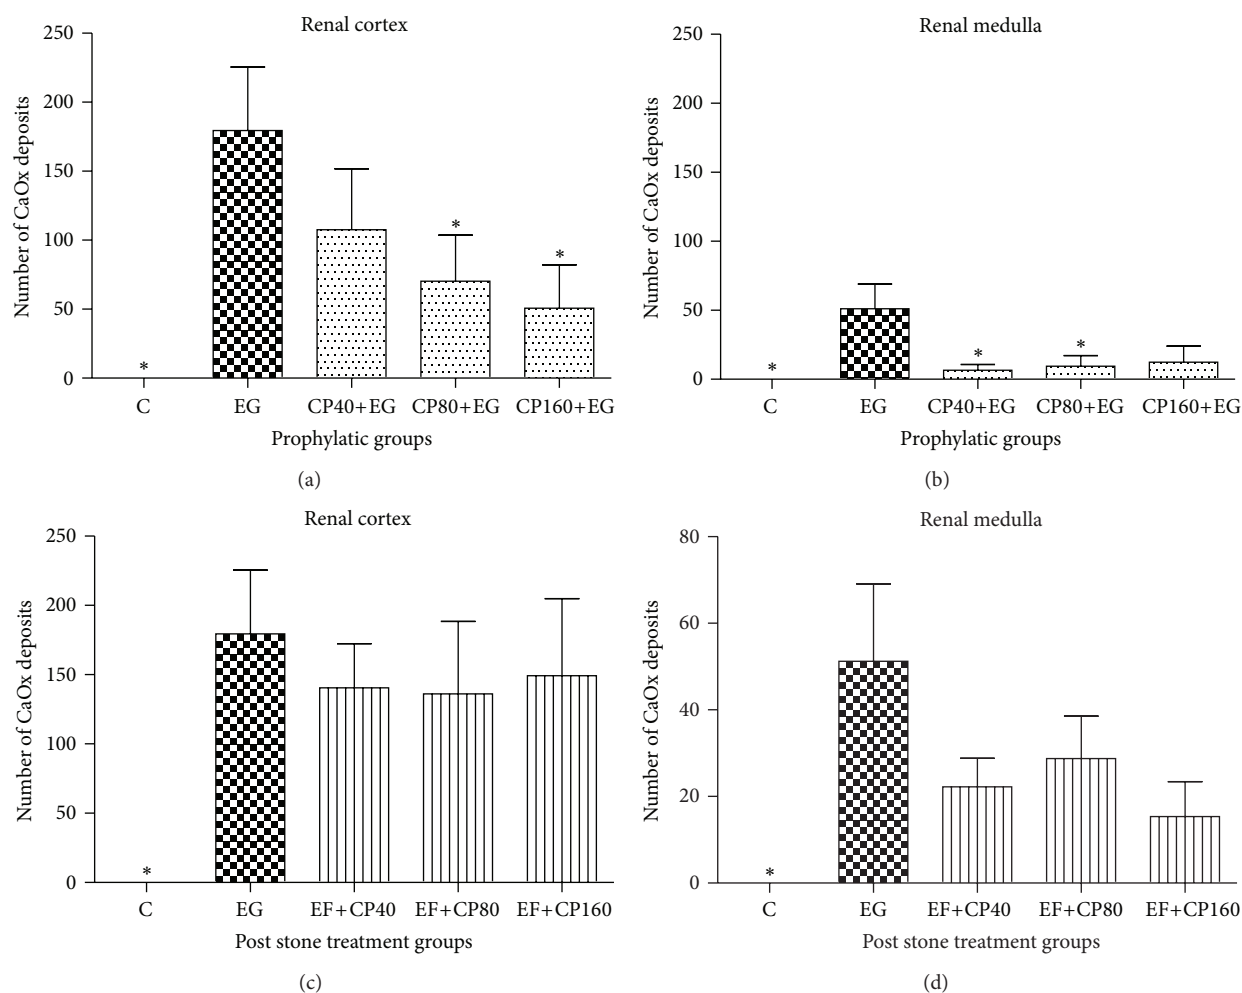 Renal cortex
250
200
150
100
50
0
Number of CaOx deposits
*
*
*
C
EG
CP40+EG
CP80+EG
CP160+EG
Prophylatic groups
(a)
Renal medulla
250
200
150
100
50
0
Number of CaOx deposits
*
*
*
C
EG
CP40+EG
CP80+EG
CP160+EG
Prophylatic groups
(b)
Renal cortex
250
200
150
100
50
0
Number of CaOx deposits
*
C
EG
EF+CP40
EF+CP80
EF+CP160
Post stone treatment groups
(c)
Renal medulla
80
60
40
20
0
Number of CaOx deposits
*
C
EG
EF+CP40
EF+CP80
EF+CP160
Post stone treatment groups
(d)